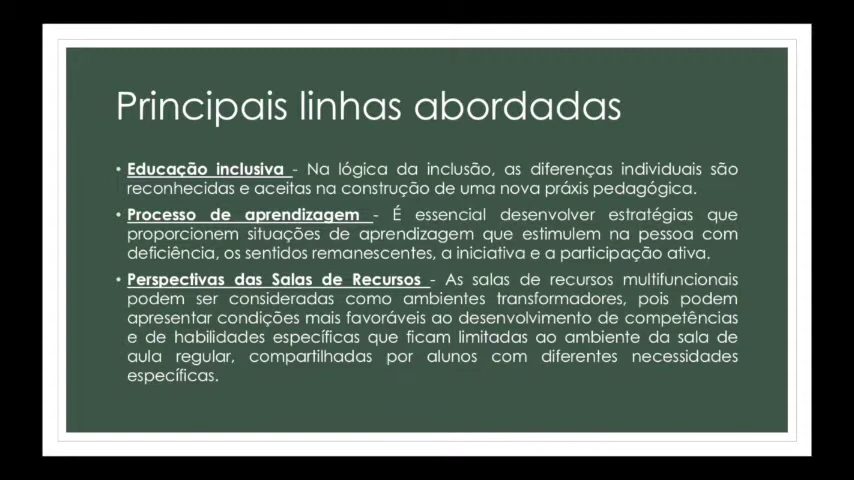 Principais linhas abordadas
• Educação inclusiva - Na lógica da inclusão, as diferenças individuais são
reconhecidas e aceitas na construção de uma nova práxis pedagógica.
• Processo de aprendizagem - É essencial desenvolver estratégias que
proporcionem situações de aprendizagem que estimulem na pessoa com
deficiência, os sentidos remanescentes, a iniciativa e a participação ativa.
• Perspectivas das Salas de Recursos - As salas de recursos multifuncionais
podem ser consideradas como ambientes transformadores, pois podem
apresentar condições mais favoráveis ao desenvolvimento de competências
e de habilidades específicas que ficam limitadas ao ambiente da sala de
aula regular, compartilhadas por alunos com diferentes necessidades
específicas.